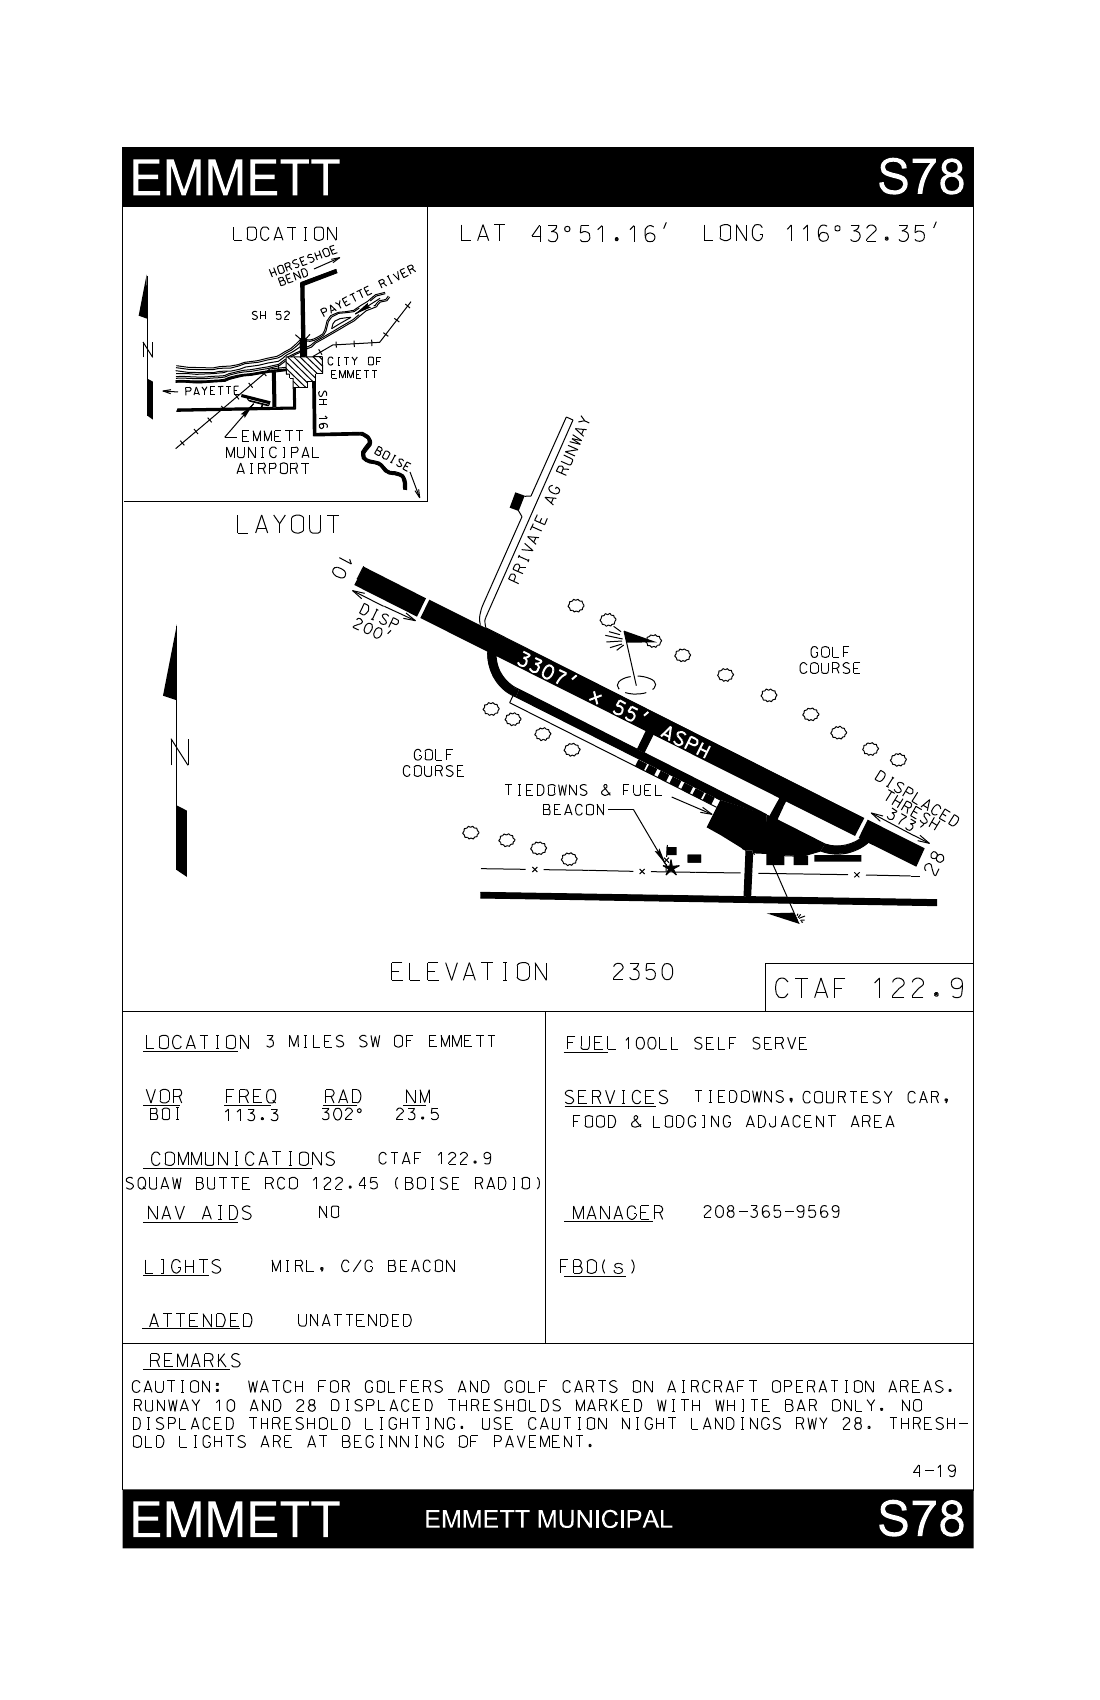 EMMETT S78
LOCATION
LAT 43°51.16' LONG 116°32.35'
HORSESHOE
BEND
PAYETTE RIVER
SH 52
N
CITY OF
EMMETT
PAYETTE
SH 16
EMMETT
MUNICIPAL
AIRPORT
BOISE
LAYOUT
PRIVATE AG RUNWAY
10
DISP
200'
GOLF
COURSE
3307' x 55' ASPH
N
GOLF
COURSE
TIEDOWNS & FUEL
BEACON
DISPLACED
THRESH
373'
28
ELEVATION 2350
CTAF 122.9
LOCATION 3 MILES SW OF EMMETT
VOR FREQ RAD NM
BOI 113.3 302° 23.5
COMMUNICATIONS CTAF 122.9
SQUAW BUTTE RCO 122.45 (BOISE RADIO)
NAV AIDS NO
LIGHTS MIRL, C/G BEACON
ATTENDED UNATTENDED
FUEL 100LL SELF SERVE
SERVICES TIEDOWNS, COURTESY CAR,
FOOD & LODGING ADJACENT AREA
MANAGER 208-365-9569
FBO(s)
REMARKS
CAUTION: WATCH FOR GOLFERS AND GOLF CARTS ON AIRCRAFT OPERATION AREAS.
RUNWAY 10 AND 28 DISPLACED THRESHOLDS MARKED WITH WHITE BAR ONLY. NO
DISPLACED THRESHOLD LIGHTING. USE CAUTION NIGHT LANDINGS RWY 28. THRESH-
OLD LIGHTS ARE AT BEGINNING OF PAVEMENT.
4-19
EMMETT EMMETT MUNICIPAL S78